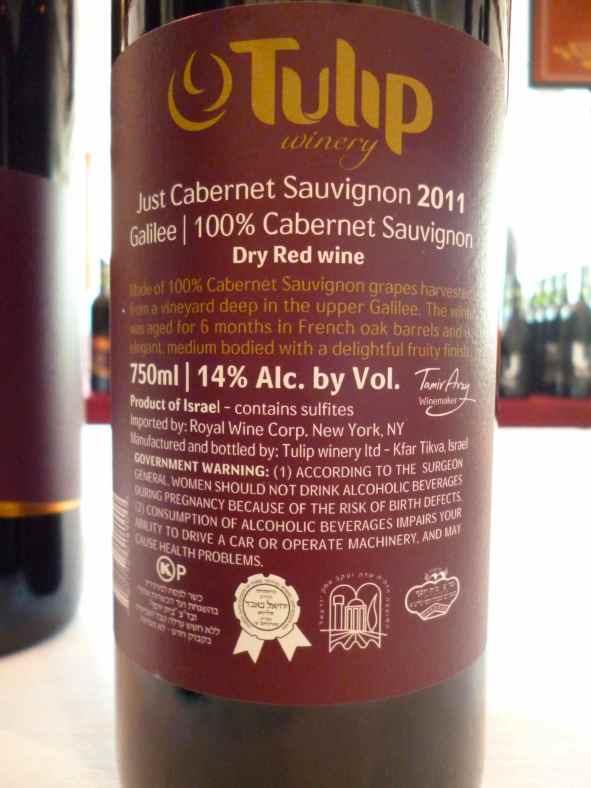 Tulip
winery
Just Cabernet Sauvignon 2011
Galilee | 100% Cabernet Sauvignon
Dry Red wine
Made of 100% Cabernet Sauvignon grapes harvested
from a vineyard deep in the upper Galilee. The wine
was aged for 6 months in French oak barrels and is
elegant, medium bodied with a delightful fruity finish.
750ml | 14% Alc. by Vol.
Tamir Arzy
Winemaker
Product of Israel - contains sulfites
Imported by: Royal Wine Corp. New York, NY
Manufactured and bottled by: Tulip winery ltd - Kfar Tikva, Israel
GOVERNMENT WARNING: (1) ACCORDING TO THE SURGEON
GENERAL, WOMEN SHOULD NOT DRINK ALCOHOLIC BEVERAGES
DURING PREGNANCY BECAUSE OF THE RISK OF BIRTH DEFECTS.
(2) CONSUMPTION OF ALCOHOLIC BEVERAGES IMPAIRS YOUR
ABILITY TO DRIVE A CAR OR OPERATE MACHINERY, AND MAY
CAUSE HEALTH PROBLEMS.
K P
כשר לפסח